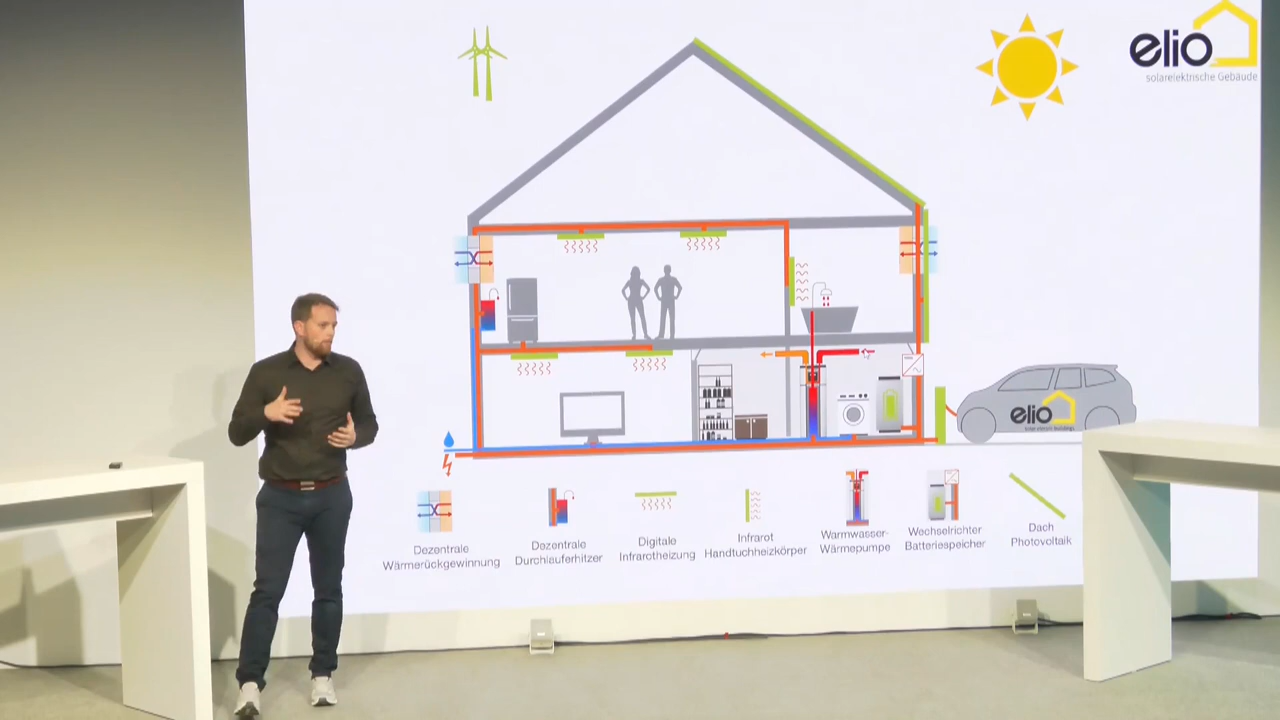 elio
solarelektrische Gebäude
elio
Dezentrale
Wärmerückgewinnung
Dezentrale
Durchlauferhitzer
Digitale
Infrarotheizung
Infrarot
Handtuchheizkörper
Warmwasser-
Wärmepumpe
Wechselrichter
Batteriespeicher
Dach
Photovoltaik